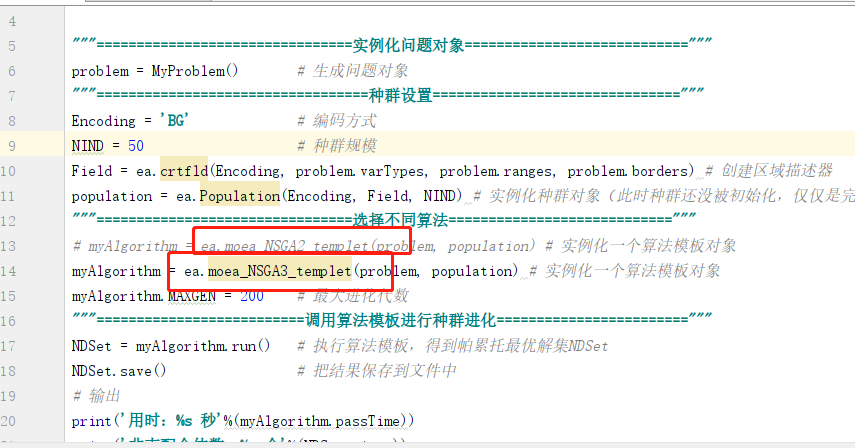 4
5 """================================实例化问题对象============================"""
6 problem = MyProblem() # 生成问题对象
7 """==================================种群设置==============================="""
8 Encoding = 'BG' # 编码方式
9 NIND = 50 # 种群规模
10 Field = ea.crtfld(Encoding, problem.varTypes, problem.ranges, problem.borders) # 创建区域描述器
11 population = ea.Population(Encoding, Field, NIND) # 实例化种群对象（此时种群还没被初始化，仅仅是完
12 """================================选择不同算法============================"""
13 # myAlgorithm = ea.moea_NSGA2_templet(problem, population) # 实例化一个算法模板对象
14 myAlgorithm = ea.moea_NSGA3_templet(problem, population) # 实例化一个算法模板对象
15 myAlgorithm.MAXGEN = 200 # 最大进化代数
16 """==========================调用算法模板进行种群进化========================"""
17 NDSet = myAlgorithm.run() # 执行算法模板，得到帕累托最优解集NDSet
18 NDSet.save() # 把结果保存到文件中
19 # 输出
20 print('用时：%s 秒'%(myAlgorithm.passTime))